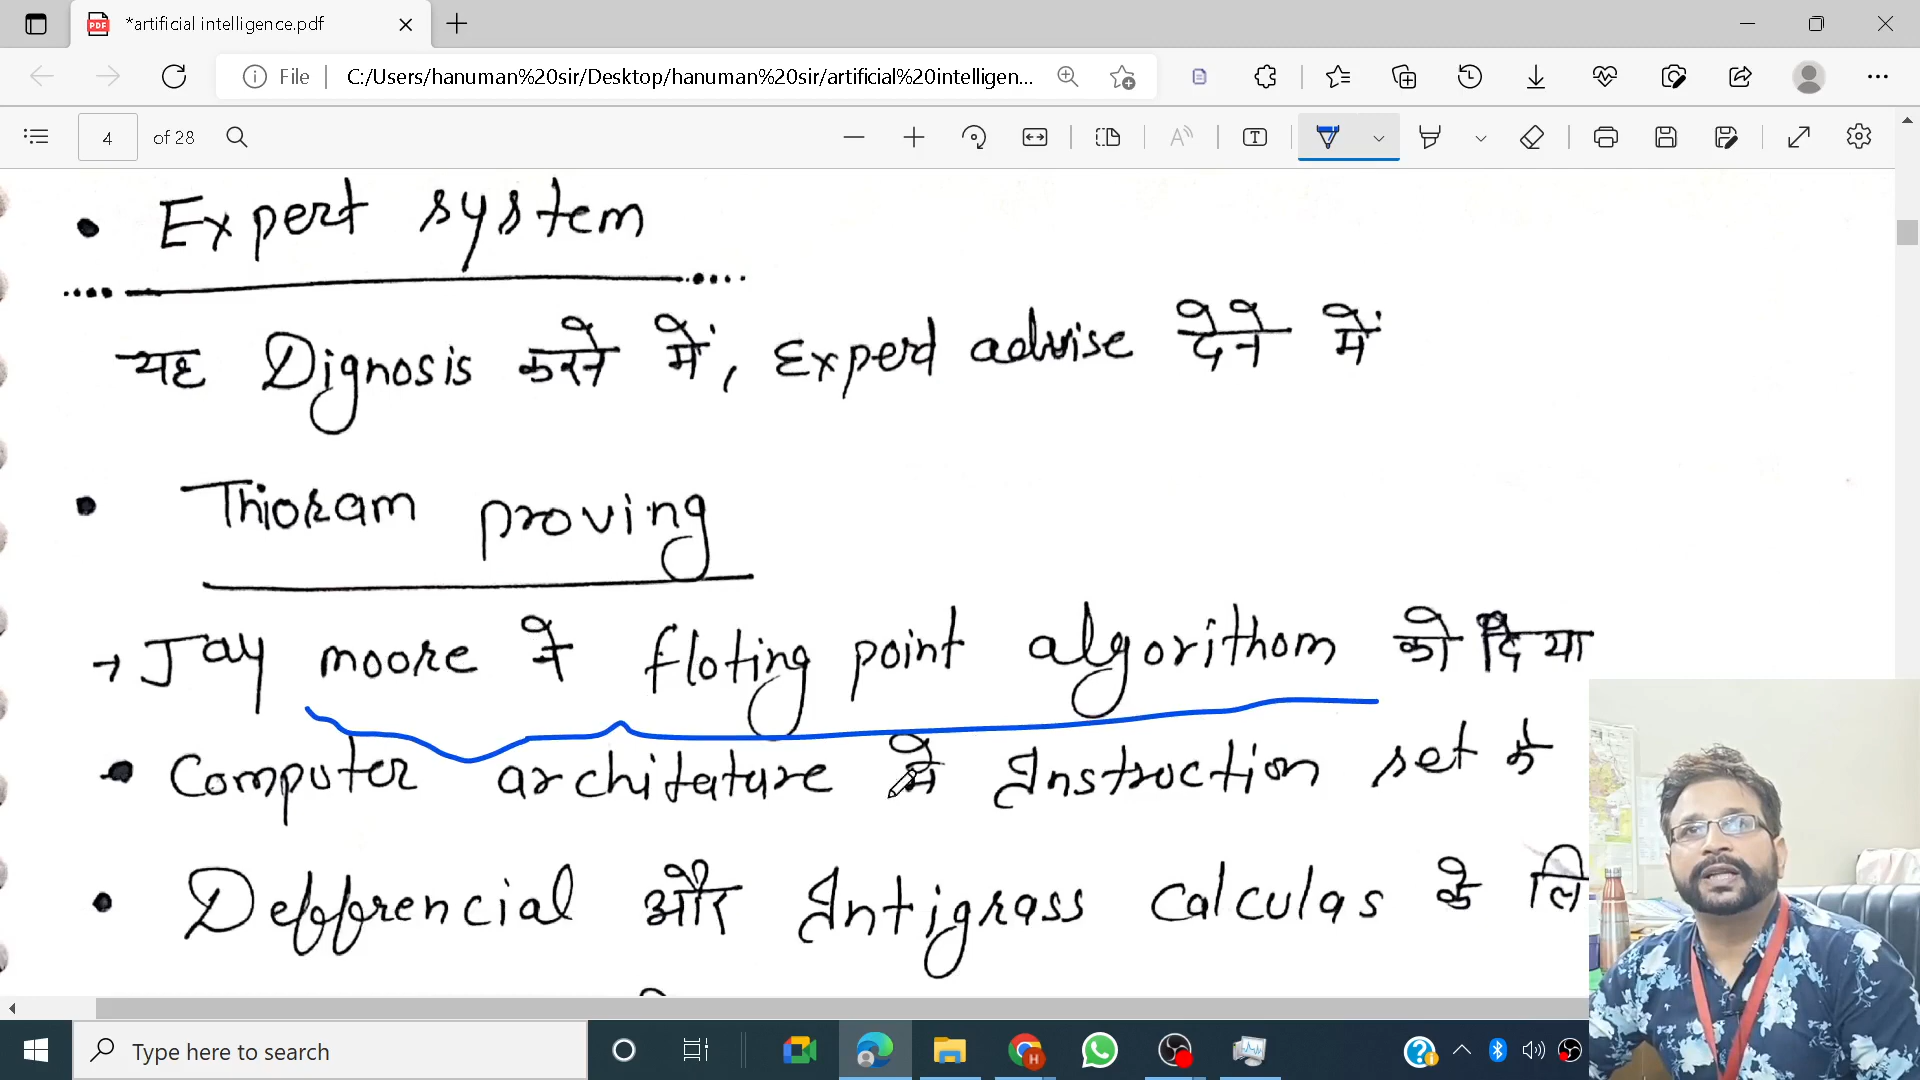 *artificial intelligence.pdf
File
C:/Users/hanuman%20sir/Desktop/hanuman%20sir/artificial%20intelligen...
4 of 28
• Expert system
यह Dignosis करने में, Experd advise देने में
• Thioram proving
→ Jay moore ने floting point algorithom को दिया
• Computer architature मे Instruction set के
• Deffrencial और Intigrass calculas के लि
Type here to search